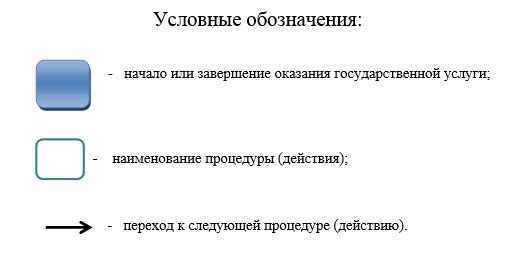 Условные обозначения:
- начало или завершение оказания государственной услуги;
- наименование процедуры (действия);
- переход к следующей процедуре (действию).